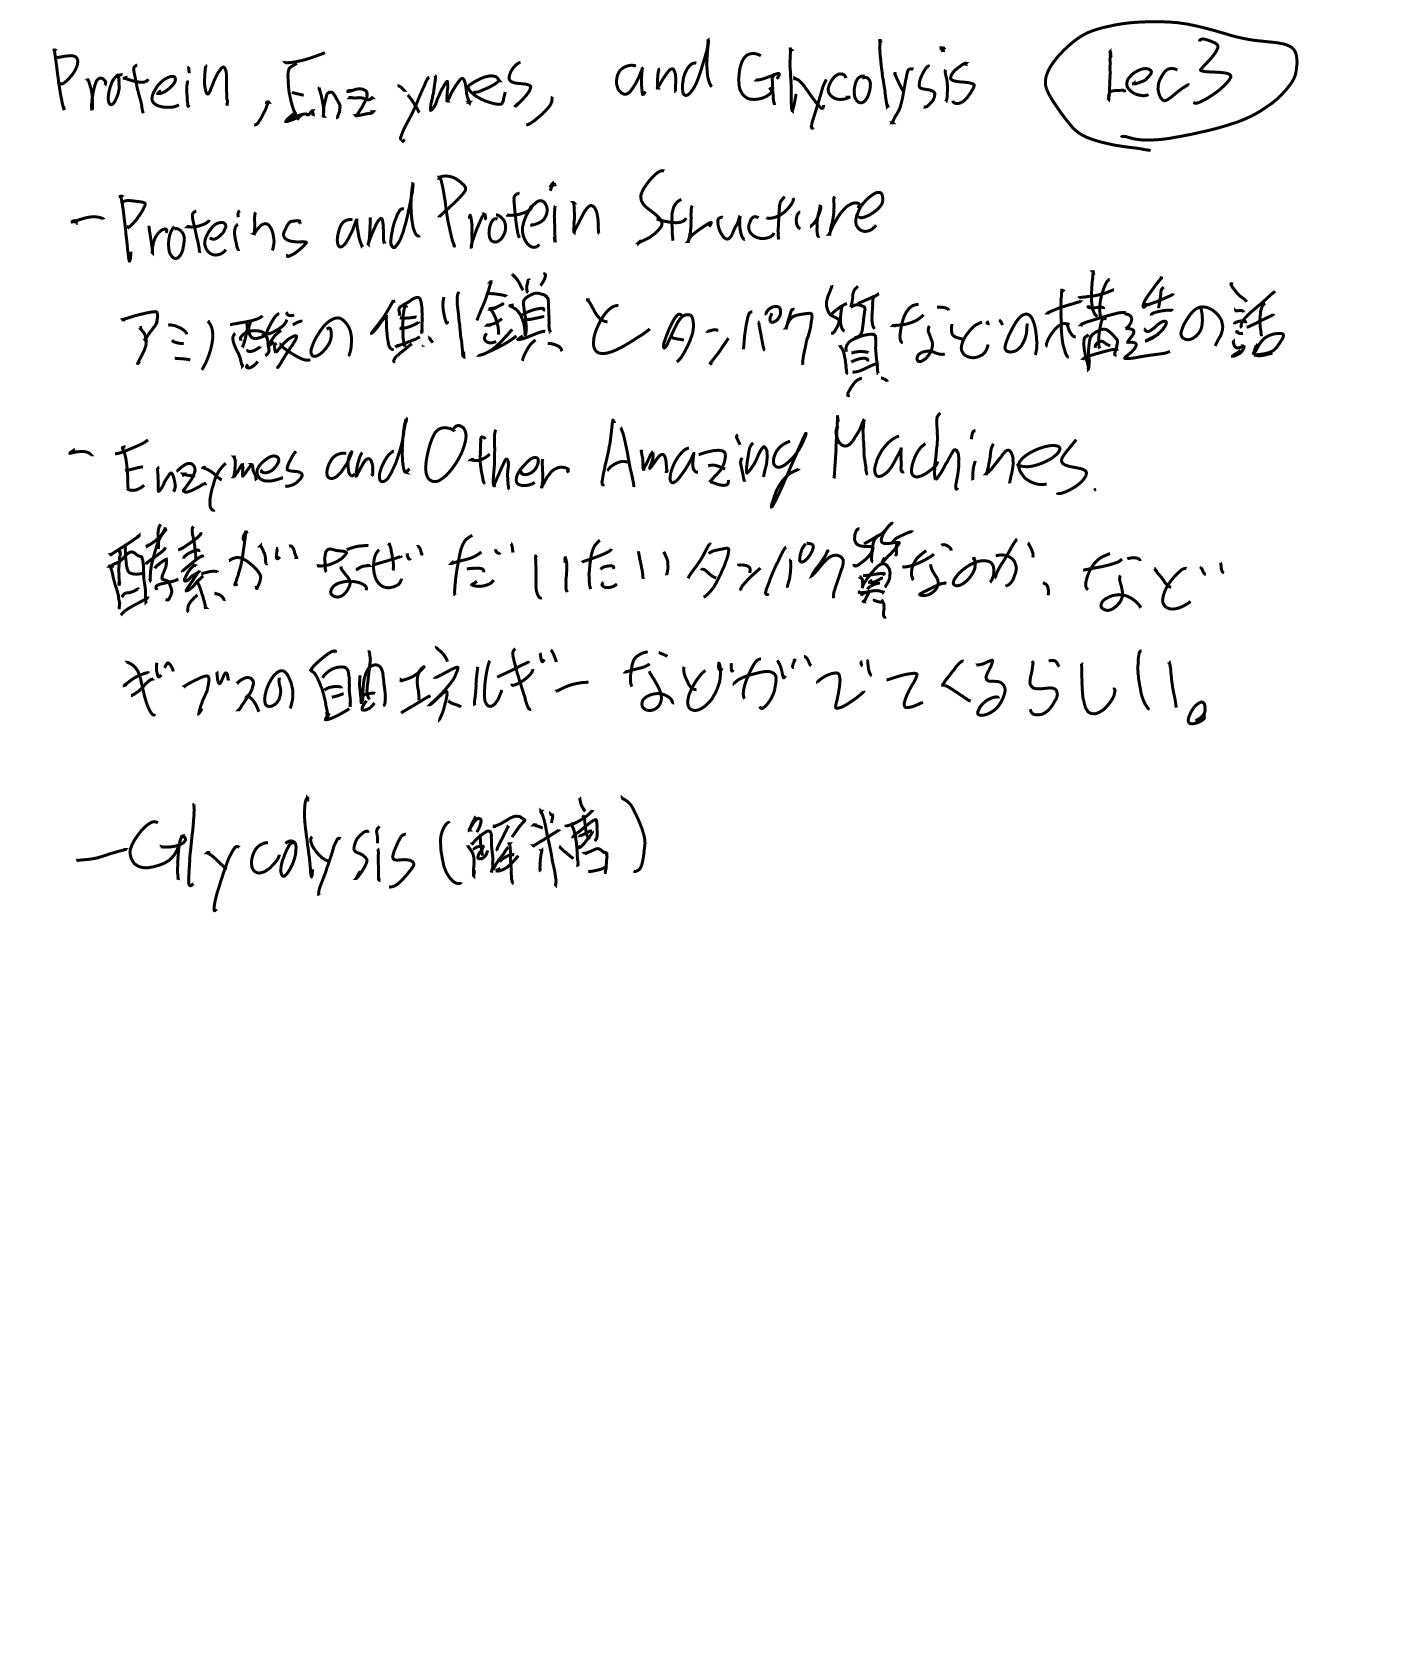 Protein, Enzymes, and Glycolysis Lec3
- Proteins and Protein Structure
アミノ酸の側鎖とタンパク質などの構造の話
- Enzymes and Other Amazing Machines.
酵素がなぜだいたいタンパク質なのか、など
ギブスの自由エネルギーなどがでてくるらしい。
- Glycolysis (解糖)